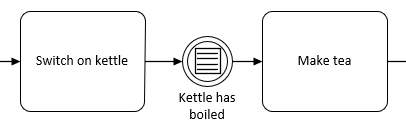 Switch on kettle
Kettle has
boiled
Make tea